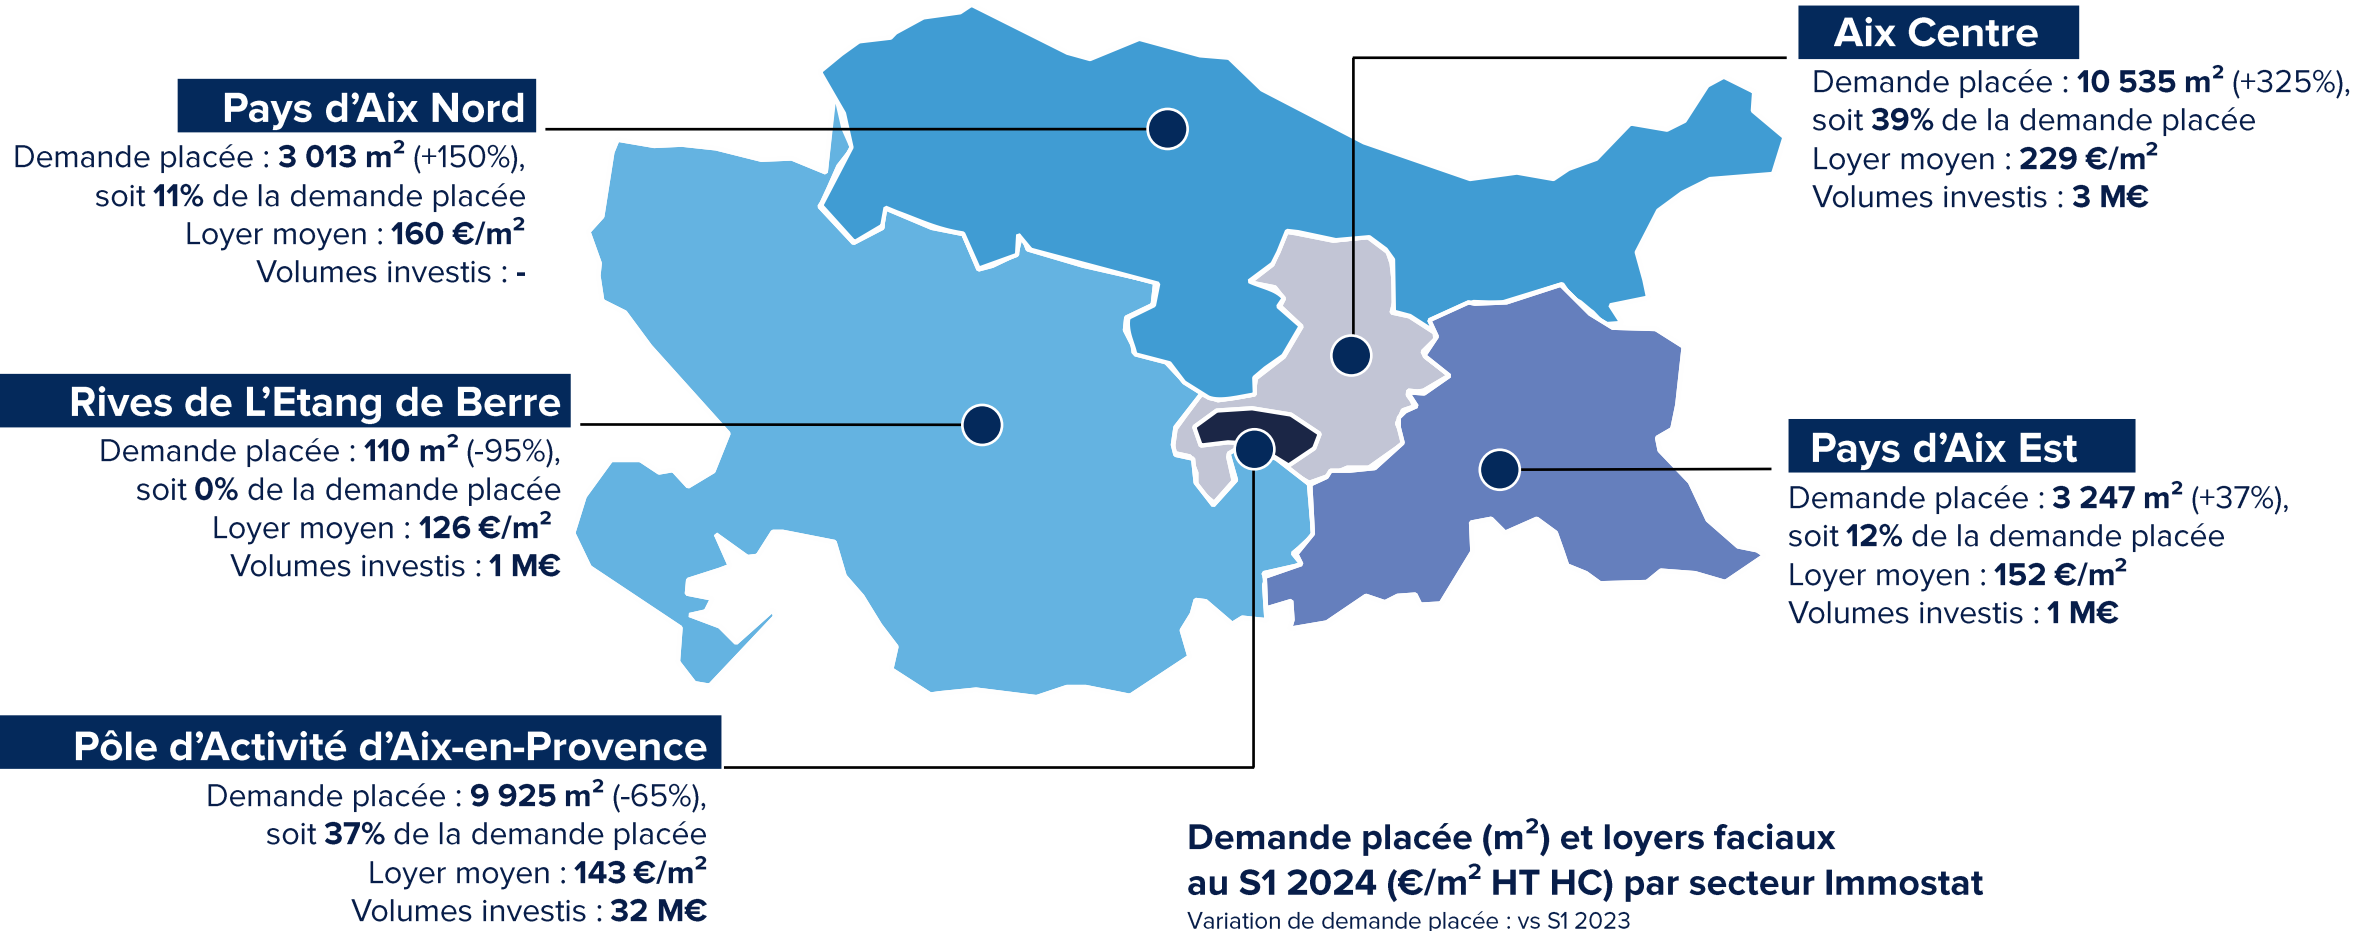 Pays d’Aix Nord
Demande placée : 3 013 m² (+150%),
soit 11% de la demande placée
Loyer moyen : 160 €/m²
Volumes investis : -
Rives de L’Etang de Berre
Demande placée : 110 m² (-95%),
soit 0% de la demande placée
Loyer moyen : 126 €/m²
Volumes investis : 1 M€
Pôle d’Activité d’Aix-en-Provence
Demande placée : 9 925 m² (-65%),
soit 37% de la demande placée
Loyer moyen : 143 €/m²
Volumes investis : 32 M€
Aix Centre
Demande placée : 10 535 m² (+325%),
soit 39% de la demande placée
Loyer moyen : 229 €/m²
Volumes investis : 3 M€
Pays d’Aix Est
Demande placée : 3 247 m² (+37%),
soit 12% de la demande placée
Loyer moyen : 152 €/m²
Volumes investis : 1 M€
Demande placée (m²) et loyers faciaux
au S1 2024 (€/m² HT HC) par secteur Immostat
Variation de demande placée : vs S1 2023